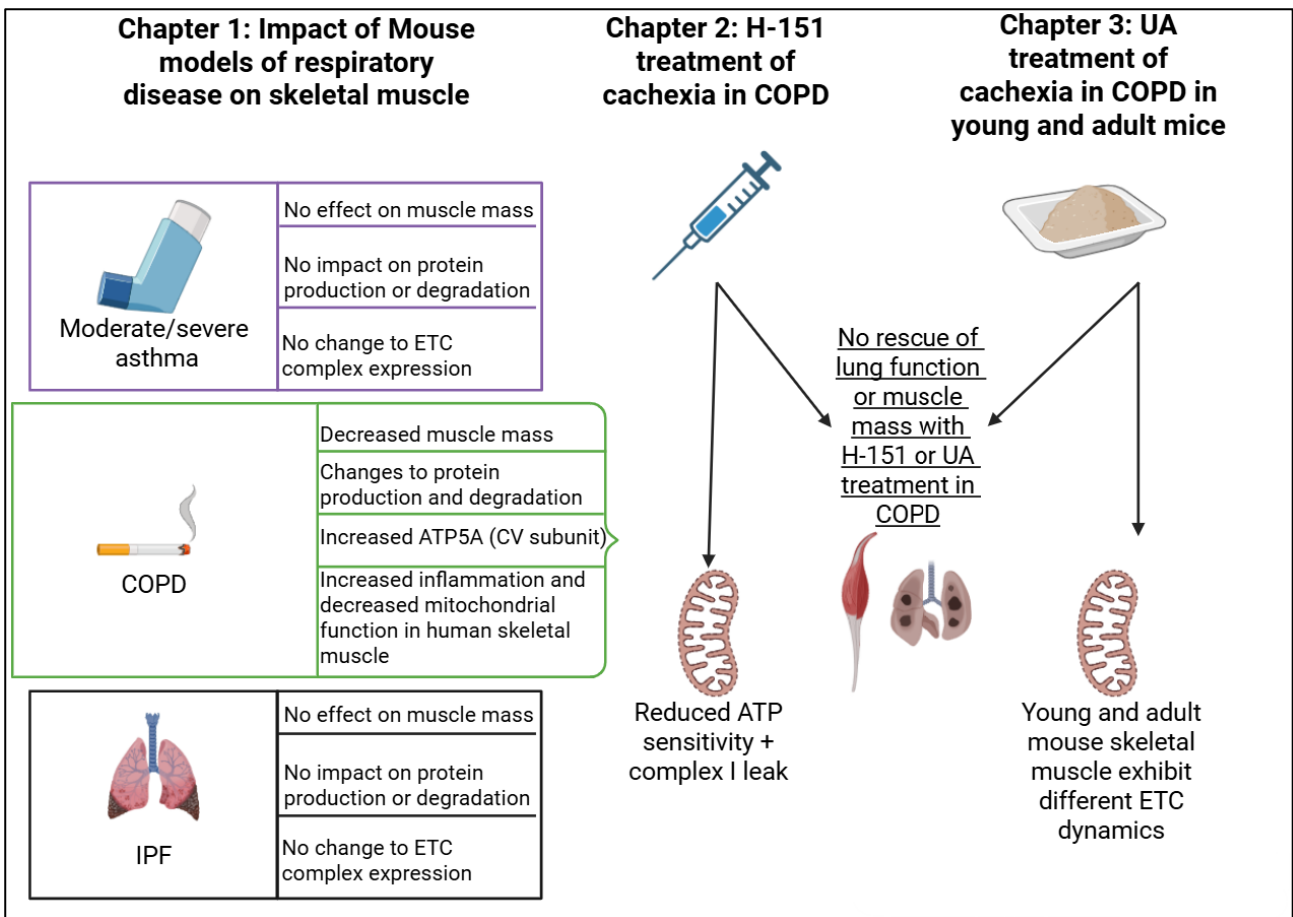 Chapter 1: Impact of Mouse
models of respiratory
disease on skeletal muscle
Moderate/severe
asthma
No effect on muscle mass
No impact on protein
production or degradation
No change to ETC
complex expression
COPD
Decreased muscle mass
Changes to protein
production and degradation
Increased ATP5A (CV subunit)
Increased inflammation and
decreased mitochondrial
function in human skeletal
muscle
IPF
No effect on muscle mass
No impact on protein
production or degradation
No change to ETC
complex expression
Chapter 2: H-151
treatment of
cachexia in COPD
Chapter 3: UA
treatment of
cachexia in COPD in
young and adult mice
No rescue of
lung function
or muscle
mass with
H-151 or UA
treatment in
COPD
Reduced ATP
sensitivity +
complex I leak
Young and adult
mouse skeletal
muscle exhibit
different ETC
dynamics